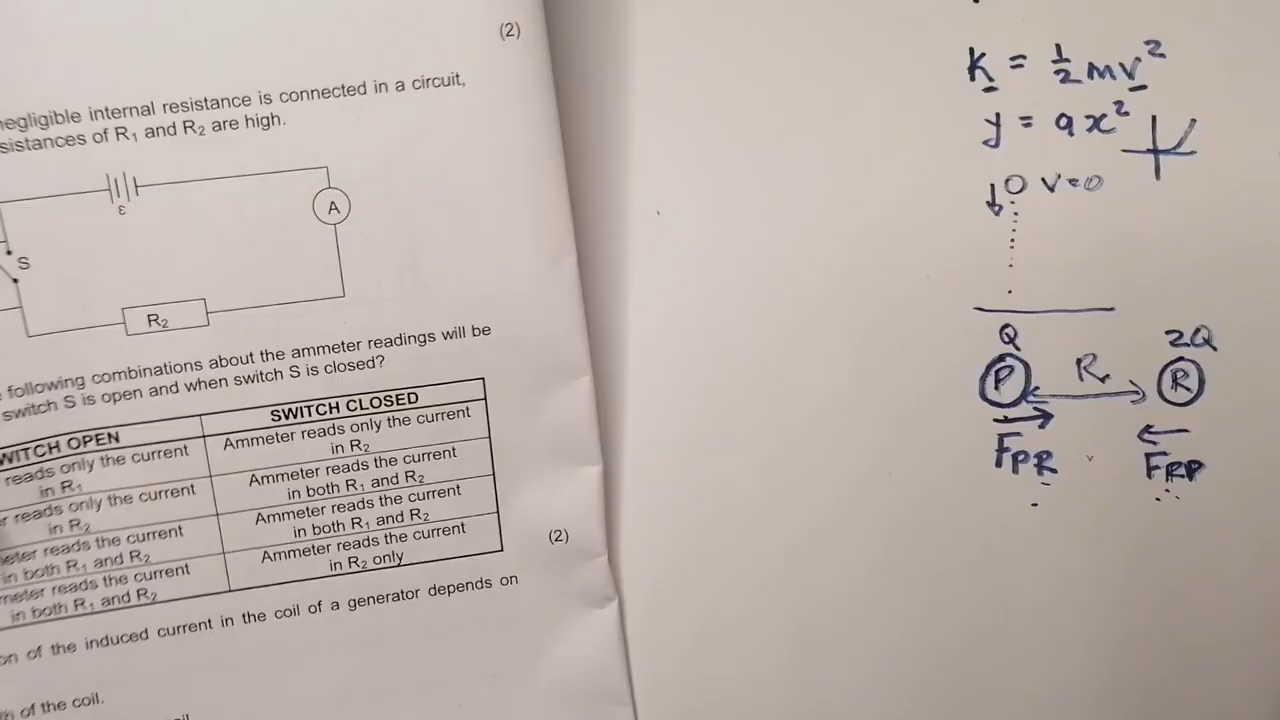 (2)
negligible internal resistance is connected in a circuit,
sistances of R₁ and R₂ are high.
ε
A
S
R₂
following combinations about the ammeter readings will be
switch S is open and when switch S is closed?
WITCH OPEN
SWITCH CLOSED
reads only the current
in R₁
Ammeter reads only the current
in R₂
r reads only the current
in R₂
Ammeter reads the current
in both R₁ and R₂
meter reads the current
in both R₁ and R₂
Ammeter reads the current
in both R₁ and R₂
meter reads the current
in both R₁ and R₂
Ammeter reads the current
in R₂ only
(2)
on of the induced current in the coil of a generator depends on
of the coil.
K = ½mv²
y = ax²
v=0
Q
2Q
P
R
R
FPR
FRP